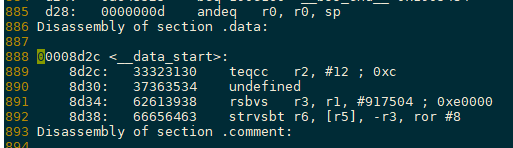 885  d28:   0000000d    andeq   r0, r0, sp
886 Disassembly of section .data:
887
888 00008d2c <__data_start>:
889     8d2c:   33323130    teqcc   r2, #12 ; 0xc
890     8d30:   37363534    undefined
891     8d34:   62613938    rsbvs   r3, r1, #917504 ; 0xe0000
892     8d38:   66656463    strvsbt r6, [r5], -r3, ror #8
893 Disassembly of section .comment:
894